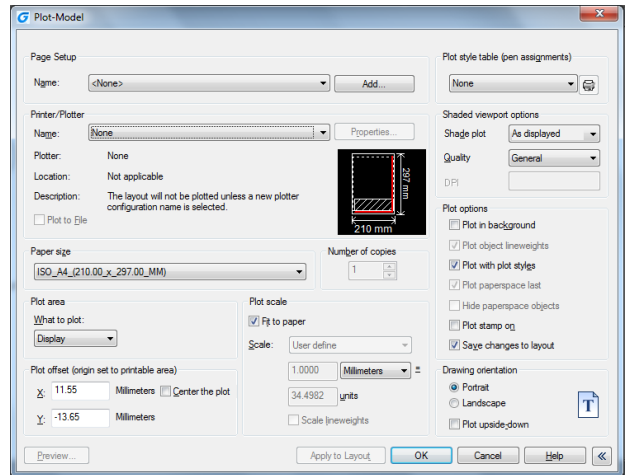 Plot-Model
Page Setup
Name: <None> Add...
Printer/Plotter
Name: None Properties...
Plotter: None
Location: Not applicable
Description: The layout will not be plotted unless a new plotter
configuration name is selected.
Plot to File
297 mm
210 mm
Paper size
ISO_A4_(210.00_x_297.00_MM)
Number of copies
1
Plot area
What to plot:
Display
Plot offset (origin set to printable area)
X: 11.55 Millimeters Center the plot
Y: -13.65 Millimeters
Plot scale
Fit to paper
Scale: User define
1.0000 Millimeters =
34.4982 units
Scale lineweights
Plot style table (pen assignments)
None
Shaded viewport options
Shade plot As displayed
Quality General
DPI
Plot options
Plot in background
Plot object lineweights
Plot with plot styles
Plot paperspace last
Hide paperspace objects
Plot stamp on
Save changes to layout
Drawing orientation
Portrait
Landscape
Plot upside-down
T
Preview... Apply to Layout OK Cancel Help